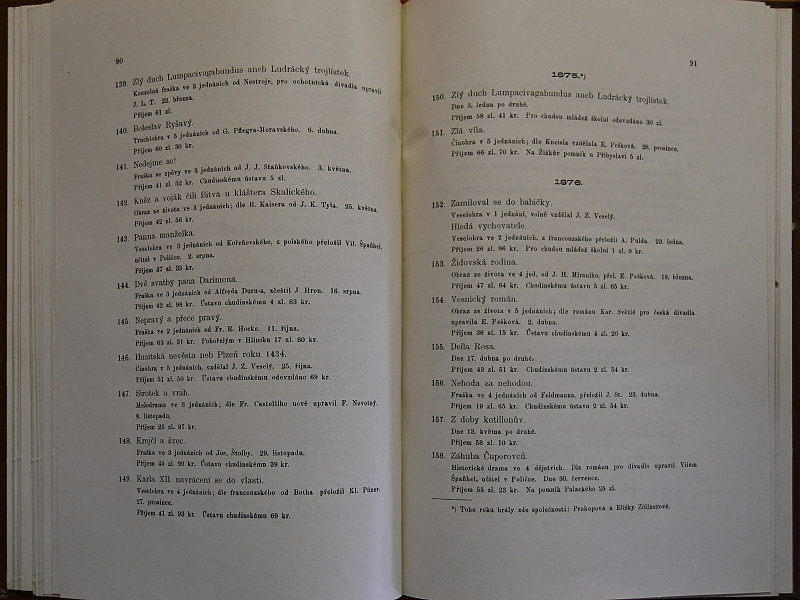 90
139. Zlý duch Lumpacivagabundus aneb Ludrácký trojlístek.
Kouzelná fraška ve 3 jednáních od Nestroje, pro ochotnická divadla upravil
J. L. T. 22. března.
Příjem 61 zl.
140. Boleslav Ryšavý.
Truchlohra v 5 jednáních od G. Pflegra-Moravského. 6. dubna.
Příjem 60 zl. 30 kr.
141. Nedejme se!
Fraška se zpěvy ve 3 jednáních od J. J. Staňkovského. 3. května.
Příjem 41 zl. 52 kr. Chudinskému ústavu 5 zl.
142. Kněz a voják čili Bitva u kláštera Skalického.
Obraz ze života ve 3 jednáních; dle B. Kaisera od J. K. Tyla. 25. května.
Příjem 42 zl. 56 kr.
143. Panna manželka.
Veselohra ve 3 jednáních od Kořeňovského, z polského přeložil Vil. Špaňhel,
učitel v Poličce. 2. srpna.
Příjem 37 zl. 33 kr.
144. Dvě svatby pana Darimona.
Fraška ve 3 jednáních od Alfreda Duru-a, zčeštil J. Hron. 16. srpna.
Příjem 42 zl. 98 kr. Ústavu chudinskému 4 zl. 83 kr.
145. Nepravý a přece pravý.
Fraška ve 2 jednáních od Fr. R. Hocke. 11. října.
Příjem 63 zl. 31 kr. Pohořelým v Hlinsku 17 zl. 80 kr.
146. Husitská nevěsta neb Plzeň roku 1434.
Činohra v 5 jednáních, vzdělal J. Z. Veselý. 25. října.
Příjem 51 zl. 50 kr. Ústavu chudinskému odevzdáno 69 kr.
147. Sirotek a vrah.
Melodrama ve 3 jednáních; dle Fr. Castelliho nově upravil F. Novotný.
8. listopadu.
Příjem 25 zl. 97 kr.
148. Krejčí a švec.
Fraška ve 3 jednáních od Jos. Štolby. 29. listopadu.
Příjem 45 zl. 20 kr. Ústavu chudinskému 39 kr.
149. Karla XII. navrácení se do vlasti.
Veselohra ve 4 jednáních; dle francouzského od Botha přeložil Kl. Píner.
27. prosince.
Příjem 41 zl. 93 kr. Ústavu chudinskému 69 kr.
91
1875.*)
150. Zlý duch Lumpacivagabundus aneb Ludrácký trojlístek.
Dne 3. ledna po druhé.
Příjem 58 zl. 41 kr. Pro chudou mládež školní odevzdáno 30 zl.
151. Zlá víla.
Činohra v 5 jednáních; dle Kneisla vzdělala E. Pešková. 26. prosince.
Příjem 66 zl. 70 kr. Na Žižkův pomník u Přibyslavi 5 zl.
1876.
152. Zamiloval se do babičky.
Veselohra v 1 jednání, volně vzdělal J. Z. Veselý.
Hledá vychovatele.
Veselohra ve 2 jednáních, z francouzského přeložil A. Pulda. 23. ledna.
Příjem 26 zl. 96 kr. Pro chudou mládež školní 1 zl. 9 kr.
153. Židovská rodina.
Obraz ze života ve 4 jed. od J. H. Miraniho, přel. E. Pešková. 19. března.
Příjem 47 zl. 64 kr. Chudinskému ústavu 5 zl. 85 kr.
154. Vesnický román.
Obraz ze života v 5 jednáních; dle románu Kar. Světlé pro česká divadla
upravila E. Pešková. 2. dubna.
Příjem 36 zl. 15 kr. Ústavu chudinskému 4 zl. 20 kr.
155. Della Rosa.
Dne 17. dubna po druhé.
Příjem 43 zl. 51 kr. Chudinskému ústavu 2 zl. 54 kr.
156. Nehoda za nehodou.
Fraška ve 4 jednáních od Feldmanna, přeložil J. St. 23. dubna.
Příjem 19 zl. 65 kr. Chudinskému ústavu 2 zl. 54 kr.
157. Z doby kotillonův.
Dne 13. května po druhé.
Příjem 58 zl. 10 kr.
158. Záhuba Čuporovců.
Historické drama ve 4 dějstvích. Dle románu pro divadlo upravil Vilém
Špaňhel, učitel v Poličce. Dne 30. července.
Příjem 55 zl. 23 kr. Na pomník Palackého 25 zl.
*) Toho roku hrály zde společnosti: Prokopova a Elišky Zöllnerové.